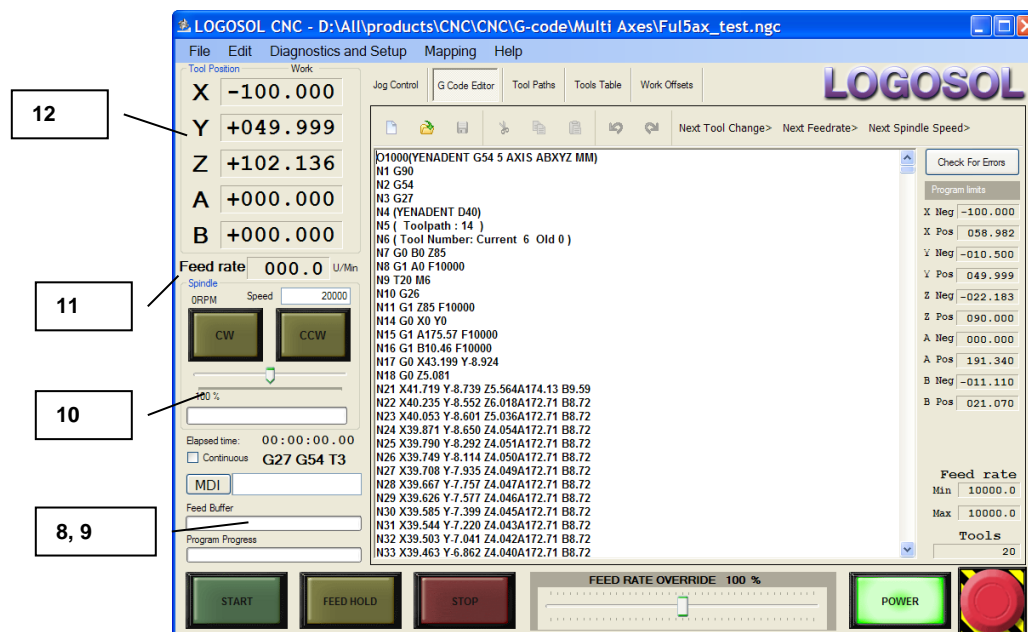 LOGOSOL CNC - D:\All\products\CNC\CNC\G-code\Multi Axes\Ful5ax_test.ngc
File Edit Diagnostics and Setup Mapping Help
Tool Position Work
X -100.000
Y +049.999
Z +102.136
A +000.000
B +000.000
Feed rate 000.0 U/Min
Spindle
0RPM Speed 20000
CW CCW
100 %
Elapsed time: 00:00:00.00
Continuous G27 G54 T3
MDI
Feed Buffer
Program Progress
12
11
10
8, 9
Jog Control G Code Editor Tool Paths Tools Table Work Offsets
LOGOSOL
Next Tool Change> Next Feedrate> Next Spindle Speed>
O1000(YENADENT G54 5 AXIS ABXYZ MM)
N1 G90
N2 G54
N3 G27
N4 (YENADENT D40)
N5 ( Toolpath : 14 )
N6 ( Tool Number: Current 6 Old 0 )
N7 G0 B0 Z85
N8 G1 A0 F10000
N9 T20 M6
N10 G26
N11 G1 Z85 F10000
N14 G0 X0 Y0
N15 G1 A175.57 F10000
N16 G1 B10.46 F10000
N17 G0 X43.199 Y-8.924
N18 G0 Z5.081
N21 X41.719 Y-8.739 Z5.564A174.13 B9.59
N22 X40.235 Y-8.552 Z6.018A172.71 B8.72
N23 X40.053 Y-8.601 Z5.036A172.71 B8.72
N24 X39.871 Y-8.650 Z4.054A172.71 B8.72
N25 X39.790 Y-8.292 Z4.051A172.71 B8.72
N26 X39.749 Y-8.114 Z4.050A172.71 B8.72
N27 X39.708 Y-7.935 Z4.049A172.71 B8.72
N28 X39.667 Y-7.757 Z4.047A172.71 B8.72
N29 X39.626 Y-7.577 Z4.046A172.71 B8.72
N30 X39.585 Y-7.399 Z4.045A172.71 B8.72
N31 X39.544 Y-7.220 Z4.043A172.71 B8.72
N32 X39.503 Y-7.041 Z4.042A172.71 B8.72
N33 X39.463 Y-6.862 Z4.040A172.71 B8.72
Check For Errors
Program limits
X Neg -100.000
X Pos 058.982
Y Neg -010.500
Y Pos 049.999
Z Neg -022.183
Z Pos 090.000
A Neg 000.000
A Pos 191.340
B Neg -011.110
B Pos 021.070
Feed rate
Min 10000.0
Max 10000.0
Tools
20
START FEED HOLD STOP
FEED RATE OVERRIDE 100 %
POWER